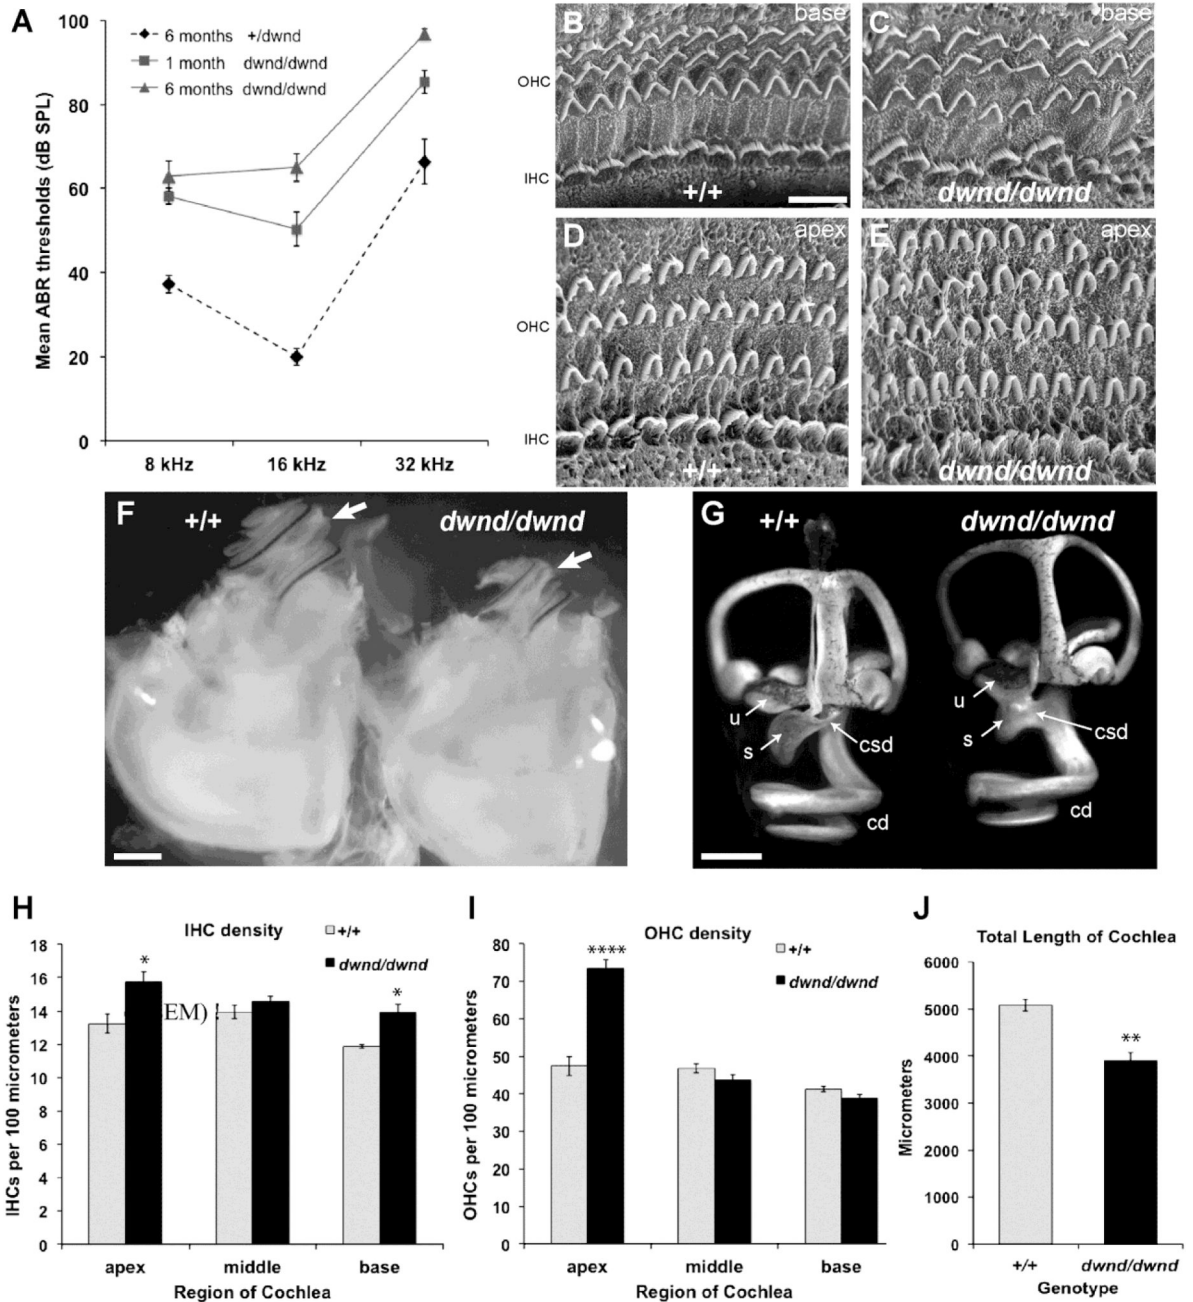 A
100
80
60
40
20
0
Mean ABR thresholds (dB SPL)
6 months +/dwnd
1 month dwnd/dwnd
6 months dwnd/dwnd
8 kHz 16 kHz 32 kHz
B base
OHC
IHC
+/+
C base
dwnd/dwnd
D apex
OHC
IHC
+/+
E apex
dwnd/dwnd
F
+/+ dwnd/dwnd
G
+/+ dwnd/dwnd
u
s
csd
cd
u
s
csd
cd
H
IHC density
+/+
dwnd/dwnd
18
16
14
12
10
8
6
4
2
0
IHCs per 100 micrometers
*
EM)
*
apex middle base
Region of Cochlea
I
OHC density
+/+
dwnd/dwnd
80
70
60
50
40
30
20
10
0
OHCs per 100 micrometers
****
apex middle base
Region of Cochlea
J
Total Length of Cochlea
6000
5000
4000
3000
2000
1000
0
Micrometers
**
+/+ dwnd/dwnd
Genotype